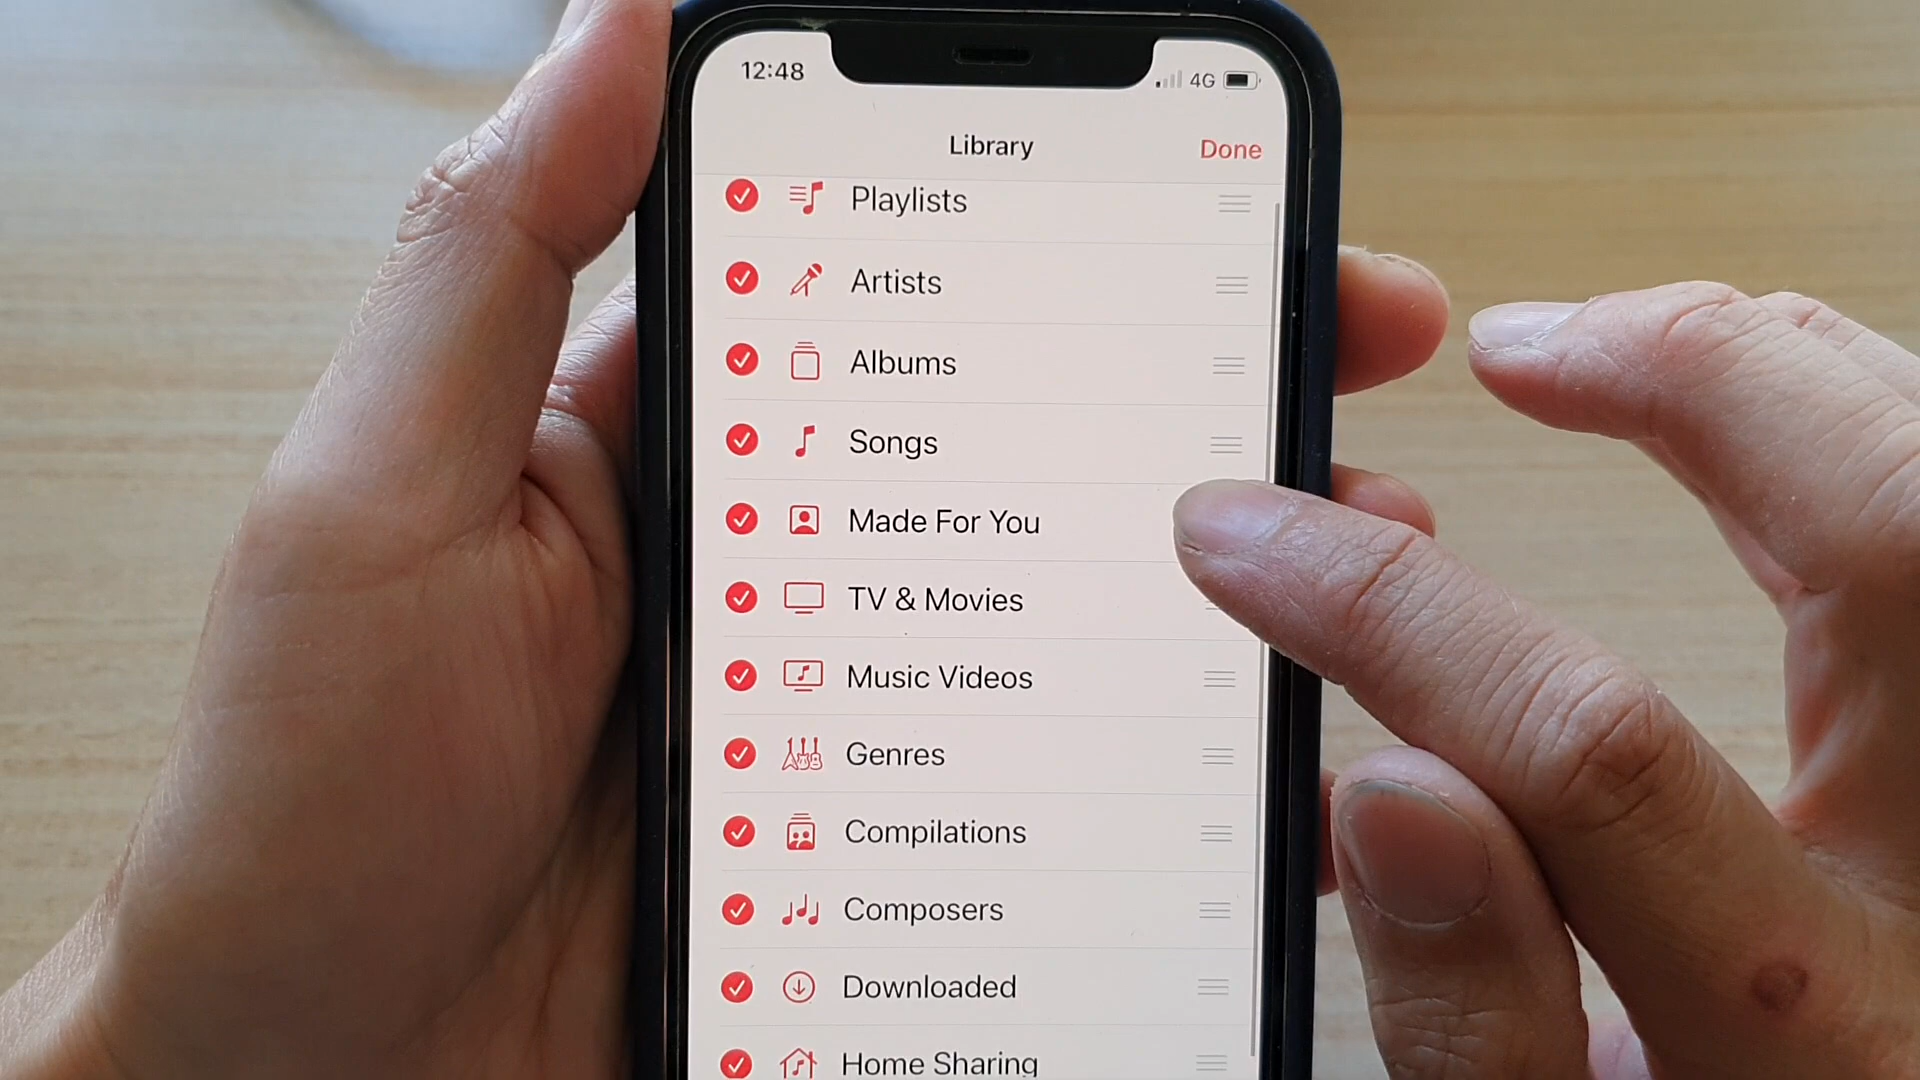 12:48
4G
Library
Done
Playlists
Artists
Albums
Songs
Made For You
TV & Movies
Music Videos
Genres
Compilations
Composers
Downloaded
Home Sharing